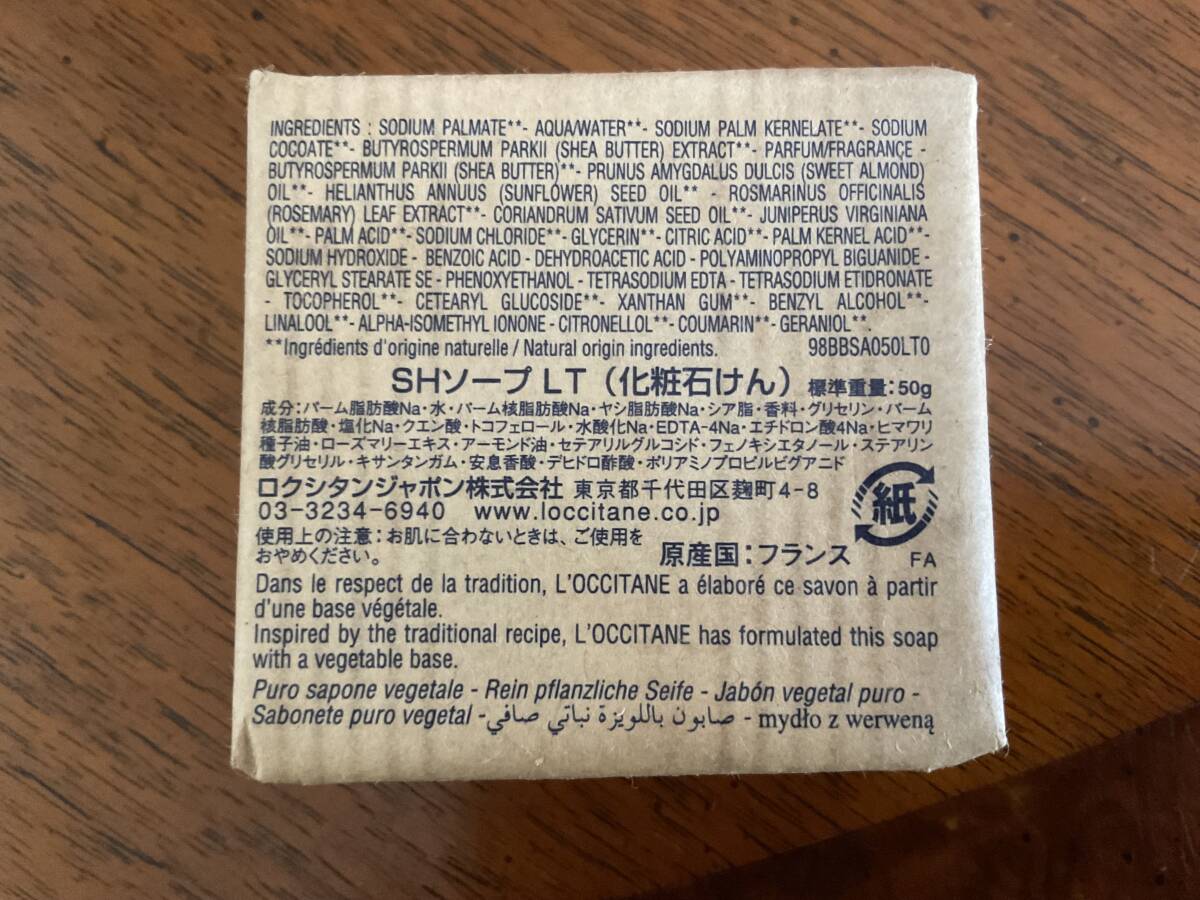 INGREDIENTS : SODIUM PALMATE**- AQUA/WATER**- SODIUM PALM KERNELATE**- SODIUM
COCOATE**- BUTYROSPERMUM PARKII (SHEA BUTTER) EXTRACT**- PARFUM/FRAGRANCE -
BUTYROSPERMUM PARKII (SHEA BUTTER)**- PRUNUS AMYGDALUS DULCIS (SWEET ALMOND)
OIL**- HELIANTHUS ANNUUS (SUNFLOWER) SEED OIL** - ROSMARINUS OFFICINALIS
(ROSEMARY) LEAF EXTRACT**- CORIANDRUM SATIVUM SEED OIL**- JUNIPERUS VIRGINIANA
OIL**- PALM ACID**- SODIUM CHLORIDE**- GLYCERIN**- CITRIC ACID**- PALM KERNEL ACID**-
SODIUM HYDROXIDE - BENZOIC ACID - DEHYDROACETIC ACID - POLYAMINOPROPYL BIGUANIDE -
GLYCERYL STEARATE SE - PHENOXYETHANOL - TETRASODIUM EDTA - TETRASODIUM ETIDRONATE
- TOCOPHEROL**- CETEARYL GLUCOSIDE**- XANTHAN GUM**- BENZYL ALCOHOL**-
LINALOOL**- ALPHA-ISOMETHYL IONONE - CITRONELLOL**- COUMARIN**- GERANIOL**.
**Ingrédients d'origine naturelle / Natural origin ingredients. 98BBSA050LT0
SHソープ LT（化粧石けん）標準重量：50g
成分：パーム脂肪酸Na・水・パーム核脂肪酸Na・ヤシ脂肪酸Na・シア脂・香料・グリセリン・パーム
核脂肪酸・塩化Na・クエン酸・トコフェロール・水酸化Na・EDTA-4Na・エチドロン酸4Na・ヒマワリ
種子油・ローズマリーエキス・アーモンド油・セテアリルグルコシド・フェノキシエタノール・ステアリン
酸グリセリル・キサンタンガム・安息香酸・デヒドロ酢酸・ポリアミノプロピルビグアニド
ロクシタンジャポン株式会社 東京都千代田区麹町4-8
03-3234-6940 www.loccitane.co.jp
紙
使用上の注意：お肌に合わないときは、ご使用を
おやめください。
原産国：フランス FA
Dans le respect de la tradition, L'OCCITANE a élaboré ce savon à partir
d'une base végétale.
Inspired by the traditional recipe, L'OCCITANE has formulated this soap
with a vegetable base.
Puro sapone vegetale - Rein pflanzliche Seife - Jabón vegetal puro -
Sabonete puro vegetal - صابون باللويزة نباتي صافي - mydło z werweną